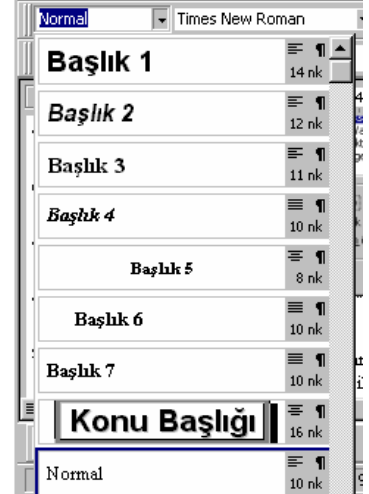 Normal Times New Roman
Başlık 1 ¶
14 nk
Başlık 2 ¶
12 nk
Başlık 3 ¶
11 nk
Başlık 4 ¶
10 nk
Başlık 5 ¶
8 nk
Başlık 6 ¶
10 nk
Başlık 7 ¶
10 nk
Konu Başlığı ¶
16 nk
Normal ¶
10 nk